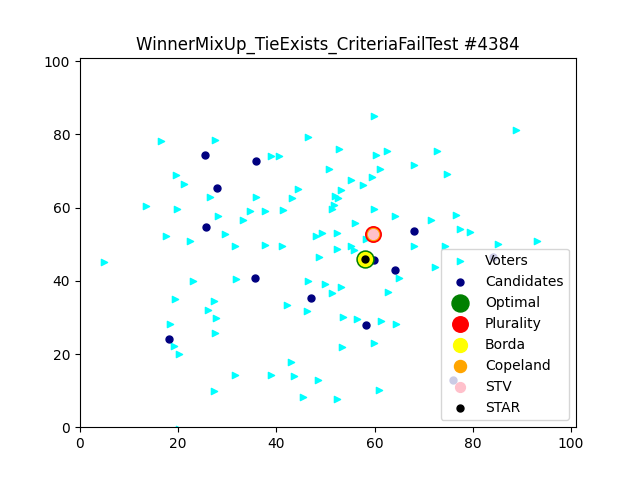 WinnerMixUp_TieExists_CriteriaFailTest #4384
100
80
60
40
20
0
0 20 40 60 80 100
Voters
Candidates
Optimal
Plurality
Borda
Copeland
STV
STAR